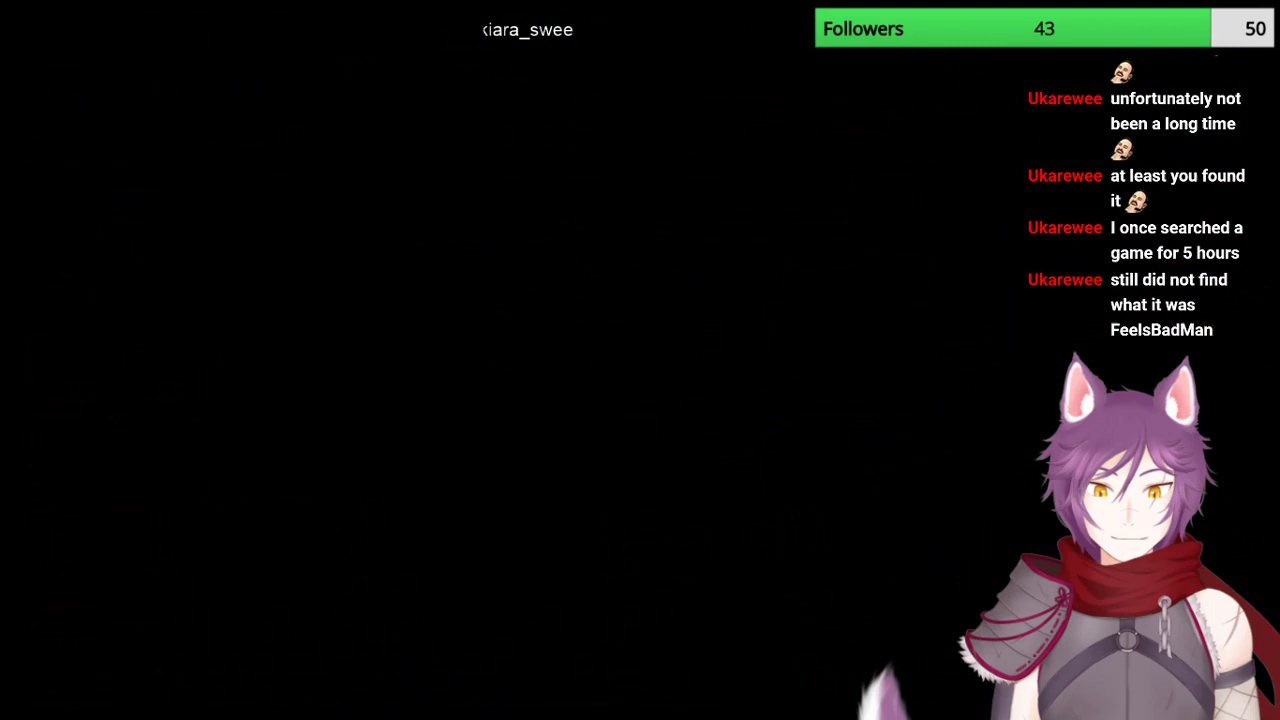 kiara_swee
Followers 43 50
Ukarewee unfortunately not
been a long time
Ukarewee at least you found
it
Ukarewee I once searched a
game for 5 hours
Ukarewee still did not find
what it was
FeelsBadMan